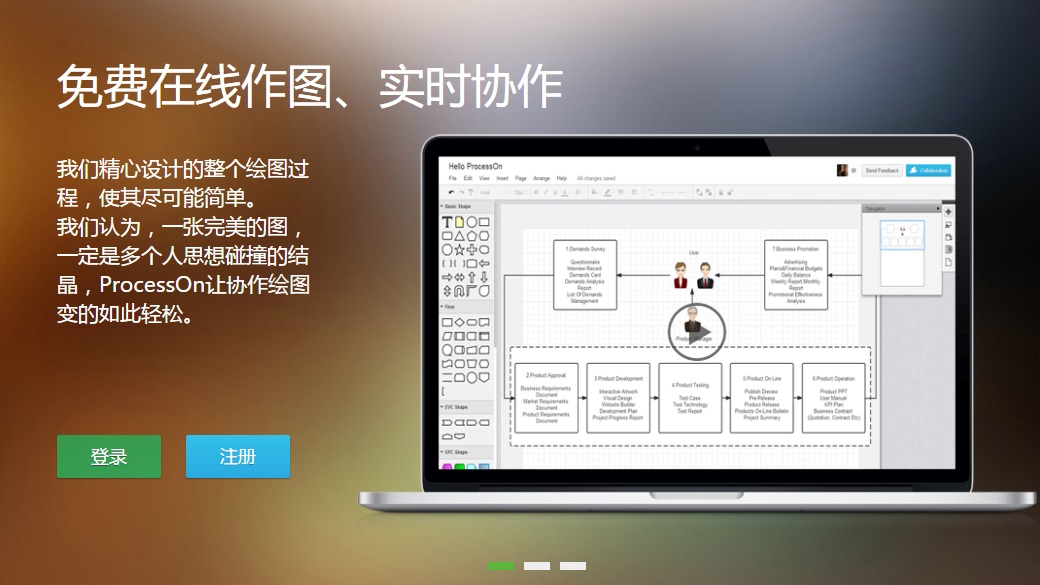 免费在线作图、实时协作
我们精心设计的整个绘图过
程，使其尽可能简单。
我们认为，一张完美的图，
一定是多个人思想碰撞的结
晶，ProcessOn让协作绘图
变的如此轻松。
登录
注册
Hello ProcessOn
File Edit View Insert Page Arrange Help All changes saved
Send Feedback
Collaborative
Basic Shape
Navigator
Flow
EVC Shape
EPC Shape
1.Demands Survey
Questionnaire
Interview Record
Demands Card
Demands Analysis
Report
List Of Demands
Management
User
7.Business Promotion
Advertising
Plans&Financial Budgets
Daily Balance
Weekly Report,Monthly
Report
Promotional Effectiveness
Analysis
Product Manager
2.Product Approval
Business Requirements
Document
Market Requirements
Document
Product Requirements
Document
3.Product Development
Interactive Artwork
Visual Design
Website Builder
Development Plan
Project Progress Report
4.Product Testing
Test Case
Test Technology
Test Report
5.Product On Line
Publish Preview
Pre-Release
Product Release
Products On-Line Bulletin
Project Summary
6.Product Operation
Product PPT
User Manual
KPI Plan
Business Contract
(Quotation, Contract Etc)